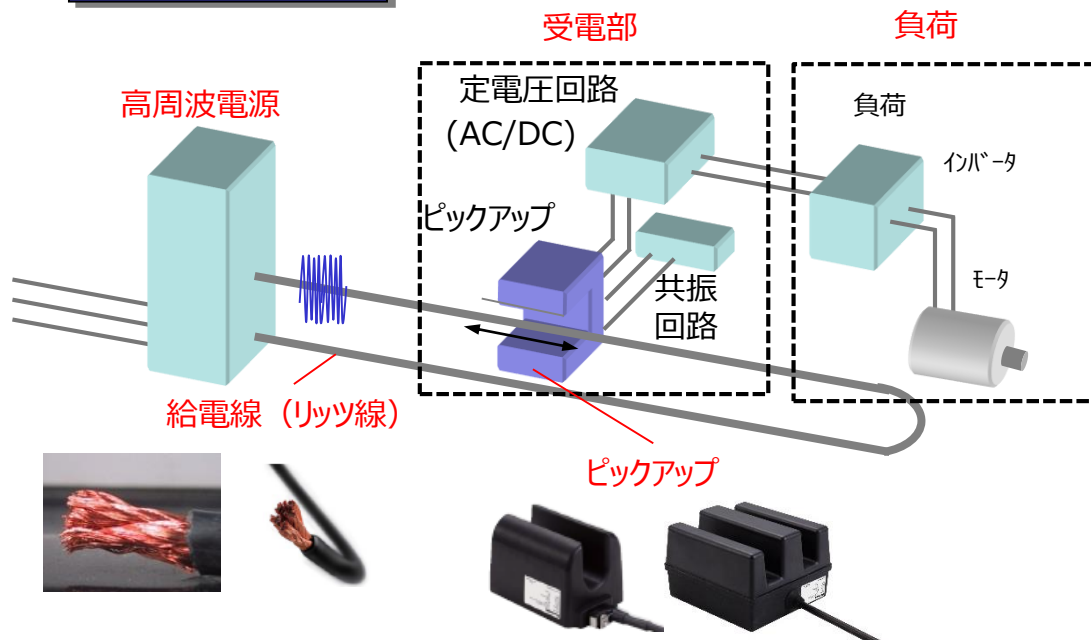 受電部
負荷
高周波電源
定電圧回路
(AC/DC)
負荷
インバータ
ピックアップ
共振
回路
モータ
給電線（リッツ線）
ピックアップ